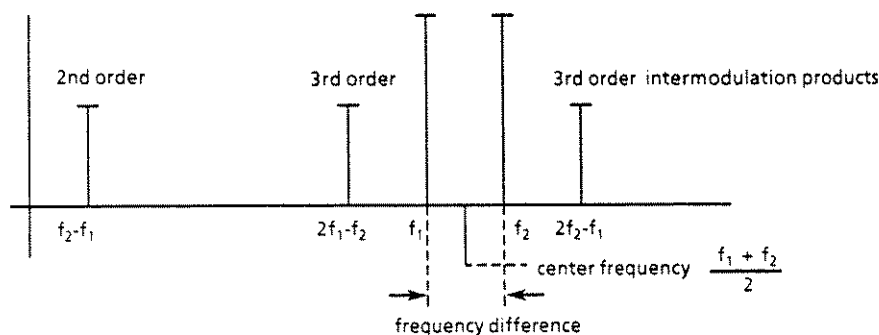 2nd order
3rd order
3rd order intermodulation products
f₂-f₁
2f₁-f₂
f₁
f₂
2f₂-f₁
center frequency (f₁ + f₂)/2
frequency difference